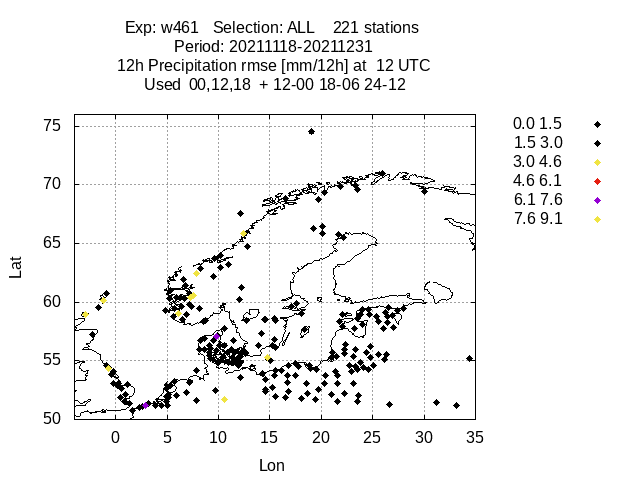 Exp: w461   Selection: ALL    221 stations
Period: 20211118-20211231
12h Precipitation rmse [mm/12h] at  12 UTC
Used  00,12,18  + 12-00 18-06 24-12
0.0 1.5
1.5 3.0
3.0 4.6
4.6 6.1
6.1 7.6
7.6 9.1
75
70
65
60
55
50
Lat
0 5 10 15 20 25 30 35
Lon